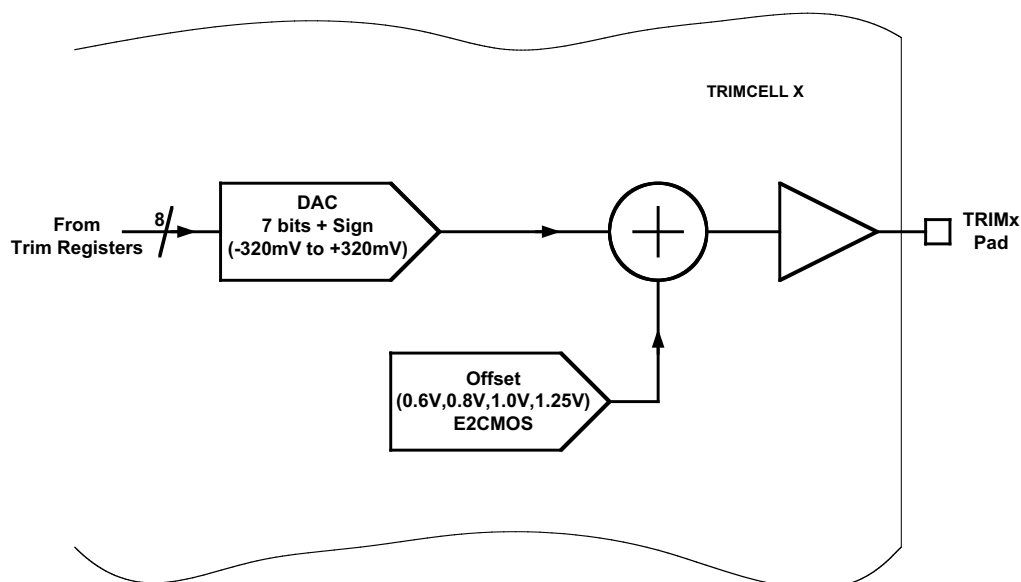 TRIMCELL X
8
From
Trim Registers
DAC
7 bits + Sign
(-320mV to +320mV)
TRIMx
Pad
Offset
(0.6V,0.8V,1.0V,1.25V)
E2CMOS